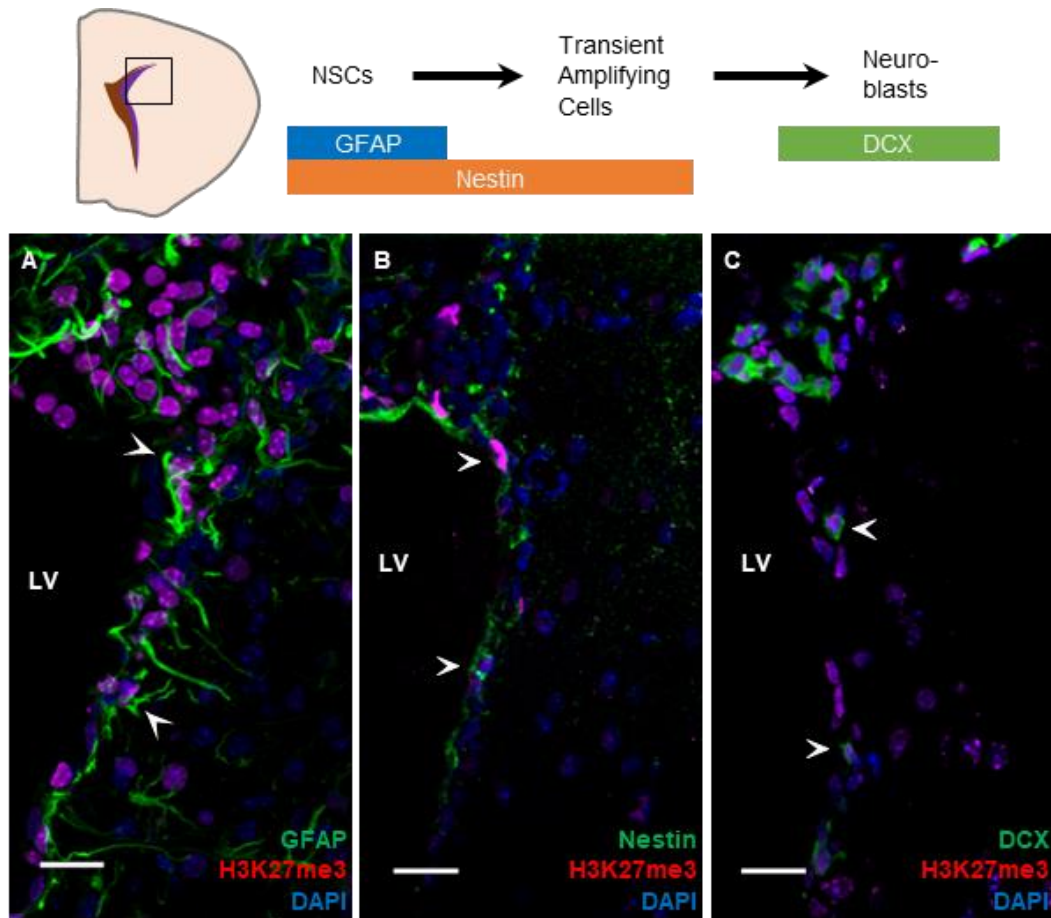 NSCs
Transient
Amplifying
Cells
Neuro-
blasts
GFAP
DCX
Nestin
A
LV
GFAP
H3K27me3
DAPI
B
LV
Nestin
H3K27me3
DAPI
C
LV
DCX
H3K27me3
DAPI